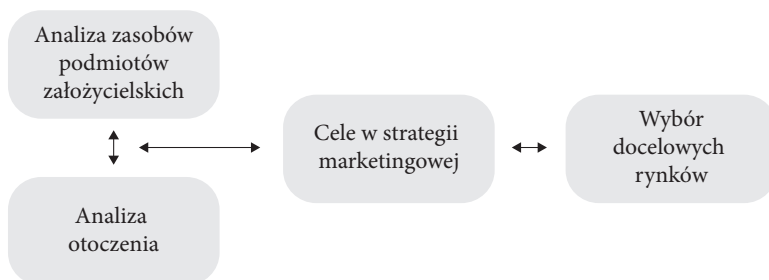 Analiza zasobów
podmiotów
założycielskich
Analiza
otoczenia
Cele w strategii
marketingowej
Wybór
docelowych
rynków